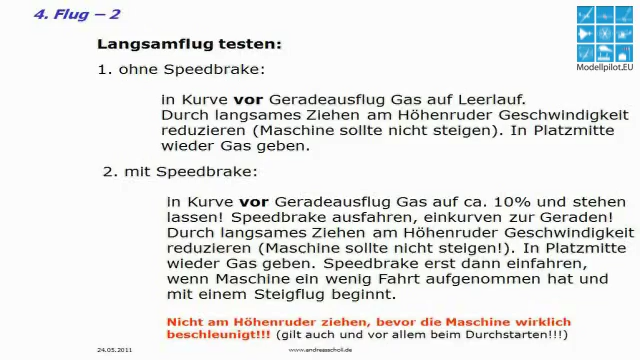 4. Flug – 2
Modellpilot.EU
Langsamflug testen:
1. ohne Speedbrake:
in Kurve vor Geradeausflug Gas auf Leerlauf.
Durch langsames Ziehen am Höhenruder Geschwindigkeit
reduzieren (Maschine sollte nicht steigen). In Platzmitte
wieder Gas geben.
2. mit Speedbrake:
in Kurve vor Geradeausflug Gas auf ca. 10% und stehen
lassen! Speedbrake ausfahren, einkurven zur Geraden!
Durch langsames Ziehen am Höhenruder Geschwindigkeit
reduzieren (Maschine sollte nicht steigen!). In Platzmitte
wieder Gas geben. Speedbrake erst dann einfahren,
wenn Maschine ein wenig Fahrt aufgenommen hat und
mit einem Steigflug beginnt.
Nicht am Höhenruder ziehen, bevor die Maschine wirklich
beschleunigt!!! (gilt auch und vor allem beim Durchstarten!!!)
24.05.2011
www.andreasscholl.de